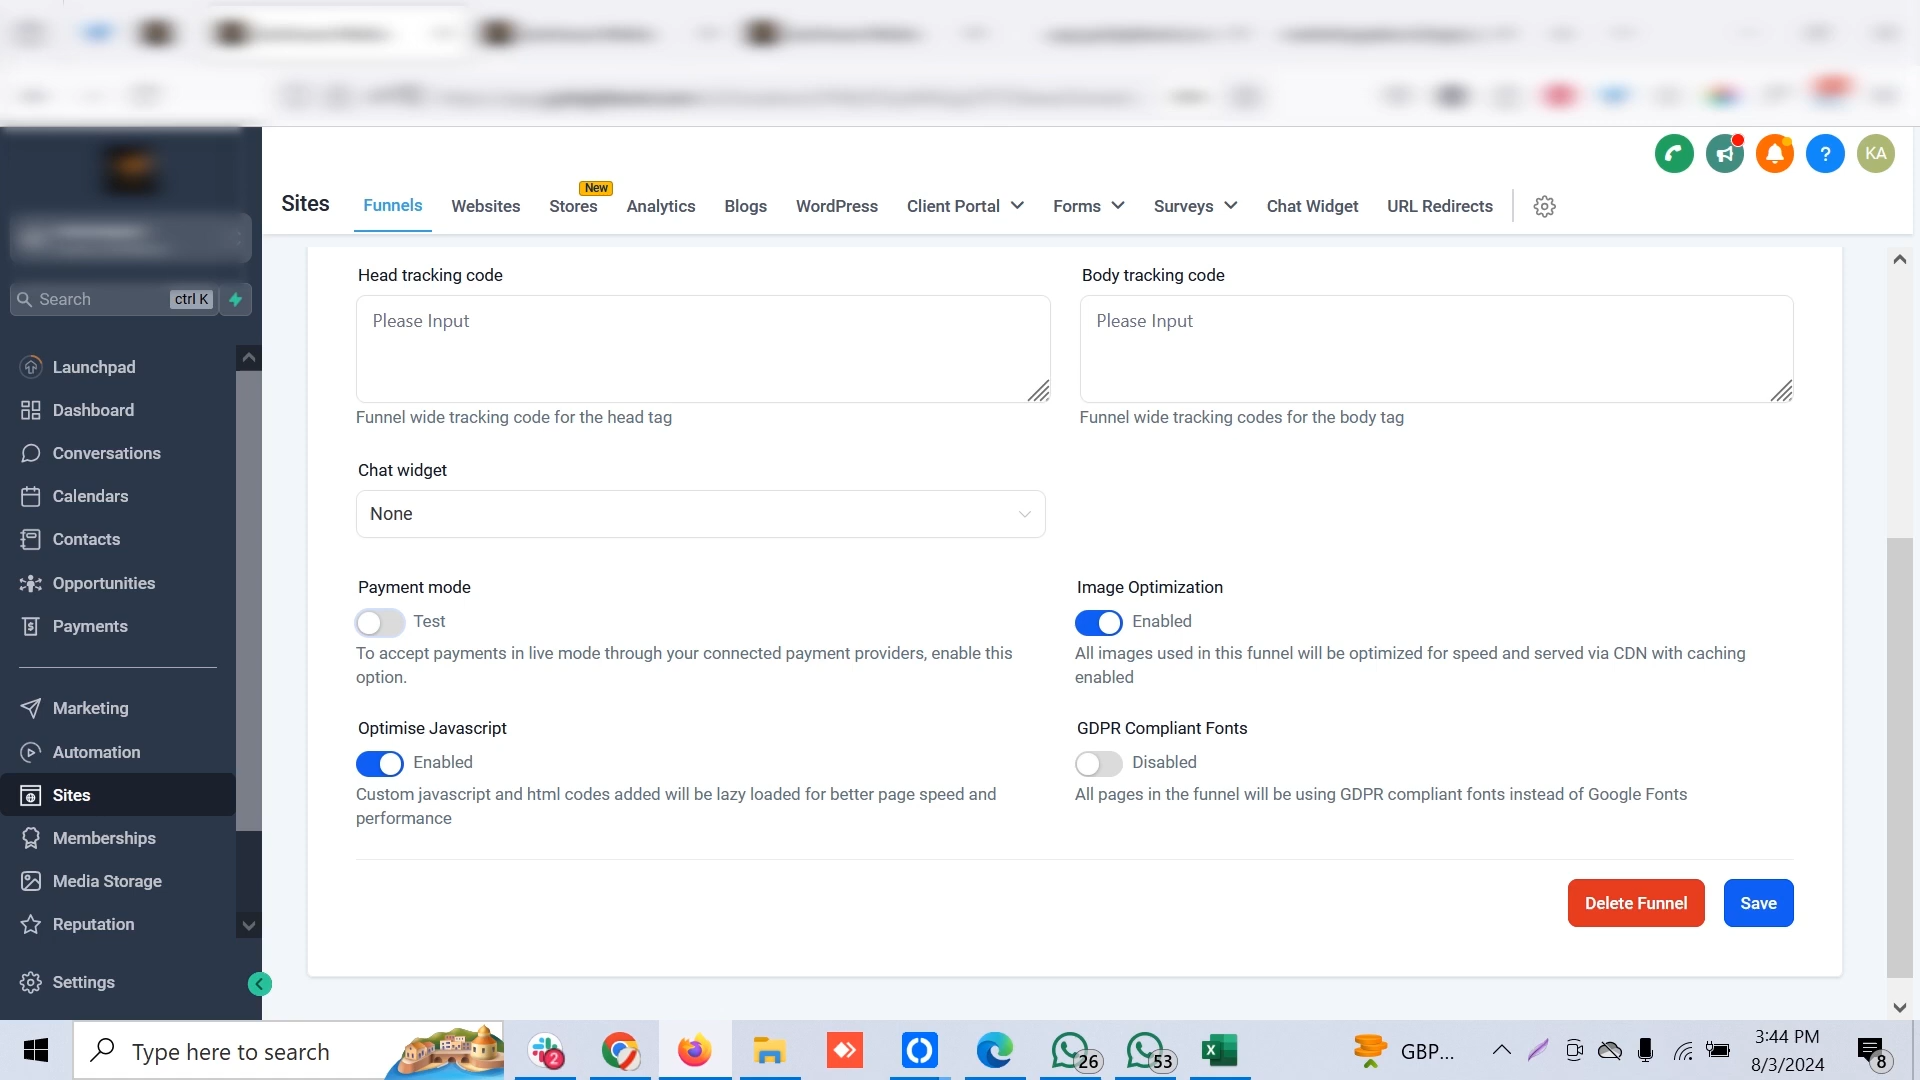 KA
Sites
Funnels
Websites
Stores
New
Analytics
Blogs
WordPress
Client Portal
Forms
Surveys
Chat Widget
URL Redirects
Search
ctrl K
Launchpad
Dashboard
Conversations
Calendars
Contacts
Opportunities
Payments
Marketing
Automation
Sites
Memberships
Media Storage
Reputation
Settings
Head tracking code
Please Input
Funnel wide tracking code for the head tag
Body tracking code
Please Input
Funnel wide tracking codes for the body tag
Chat widget
None
Payment mode
Test
To accept payments in live mode through your connected payment providers, enable this
option.
Image Optimization
Enabled
All images used in this funnel will be optimized for speed and served via CDN with caching
enabled
Optimise Javascript
Enabled
Custom javascript and html codes added will be lazy loaded for better page speed and
performance
GDPR Compliant Fonts
Disabled
All pages in the funnel will be using GDPR compliant fonts instead of Google Fonts
Delete Funnel
Save
Type here to search
2
26
53
GBP...
3:44 PM
8/3/2024
8